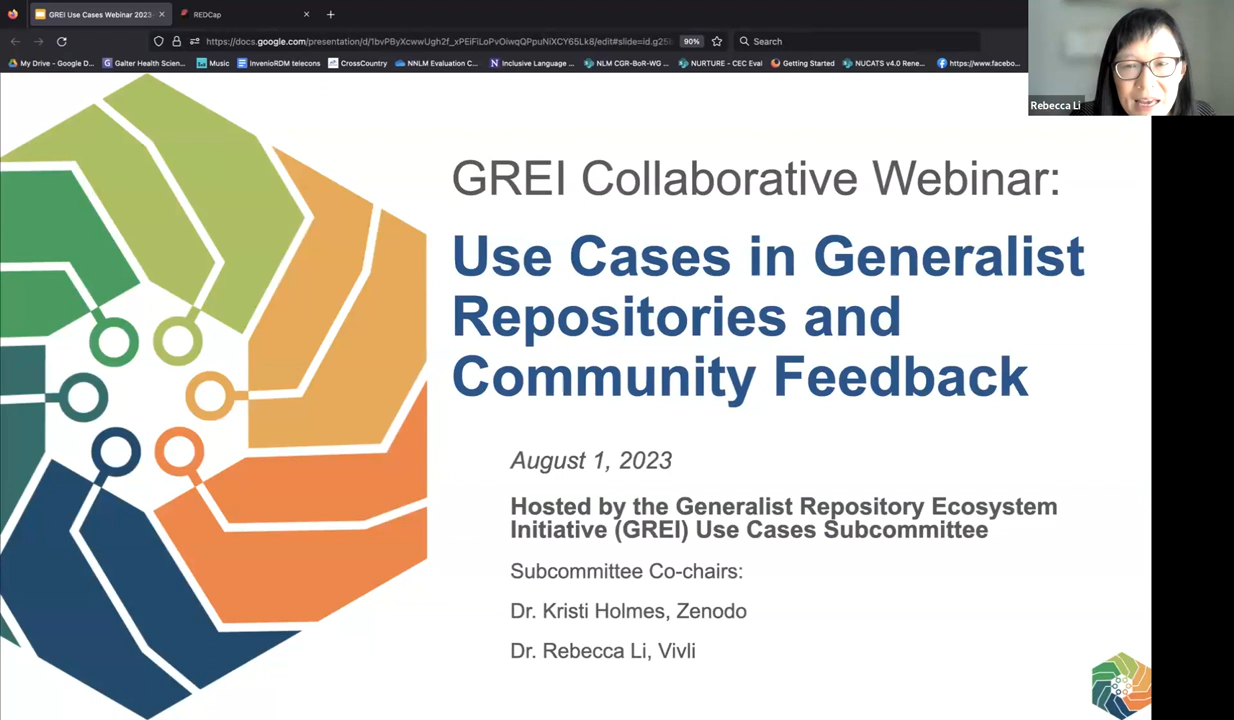 GREI Use Cases Webinar 2023
REDCap
https://docs.google.com/presentation/d/1bvPByXcwwUgh2f_xPEiFiLoPvOiwqQPpuNiXCY65Lk8/edit#slide=id.g25
90%
Search
My Drive - Google D...
Galter Health Scien...
Music
InvenioRDM telecons
CrossCountry
NNLM Evaluation C...
Inclusive Language ...
NLM CGR-BoR-WG ...
NURTURE - CEC Eval
Getting Started
NUCATS v4.0 Rene...
https://www.facebo...
Rebecca Li
GREI Collaborative Webinar:
Use Cases in Generalist
Repositories and
Community Feedback
August 1, 2023
Hosted by the Generalist Repository Ecosystem
Initiative (GREI) Use Cases Subcommittee
Subcommittee Co-chairs:
Dr. Kristi Holmes, Zenodo
Dr. Rebecca Li, Vivli